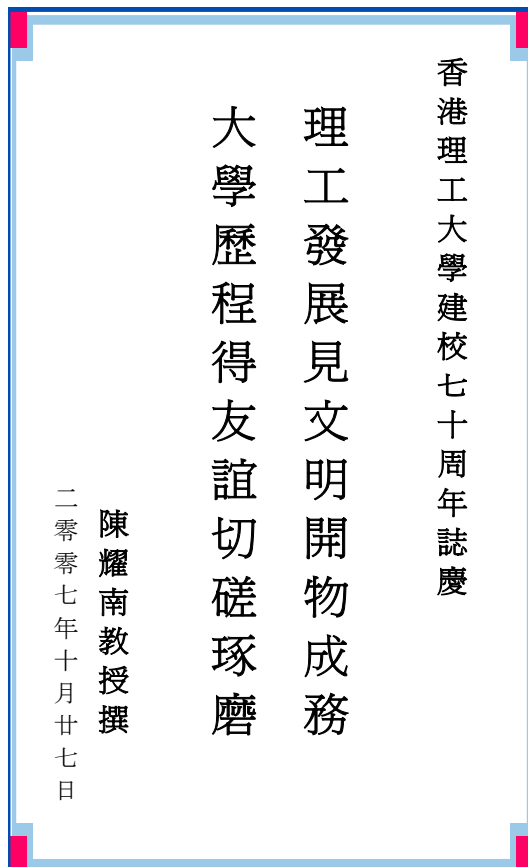 香港理工大學建校七十周年誌慶
理工發展見文明開物成務
大學歷程得友誼切磋琢磨
陳耀南教授撰
二零零七年十月廿七日